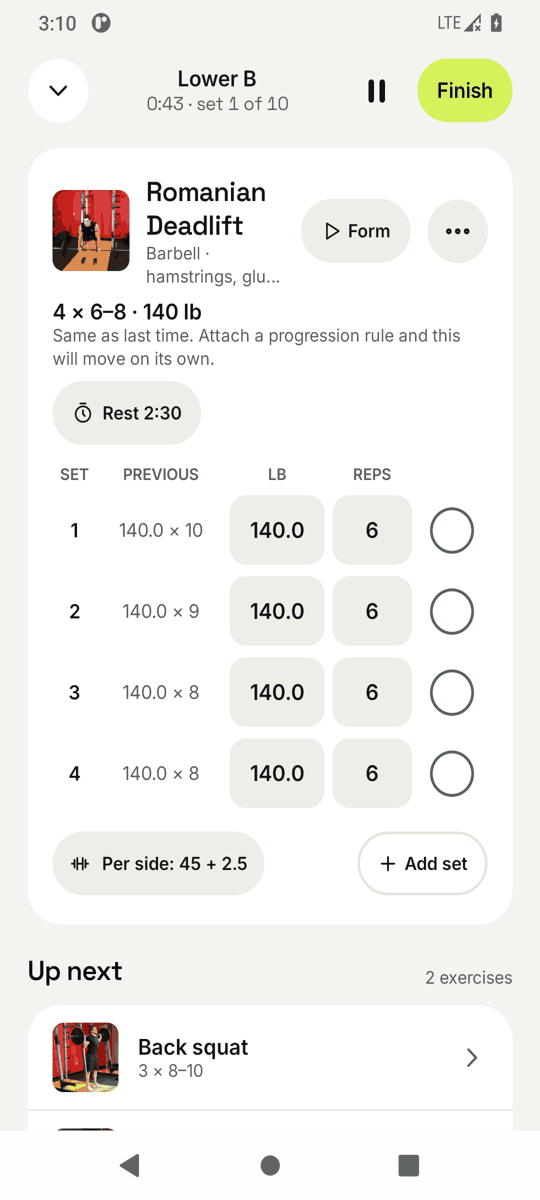 3:10
LTE
Lower B
0:43 · set 1 of 10
Finish
Romanian
Deadlift
Barbell ·
hamstrings, glu...
Form
4 × 6–8 · 140 lb
Same as last time. Attach a progression rule and this
will move on its own.
Rest 2:30
SET PREVIOUS LB REPS
1 140.0 × 10 140.0 6
2 140.0 × 9 140.0 6
3 140.0 × 8 140.0 6
4 140.0 × 8 140.0 6
Per side: 45 + 2.5
+ Add set
Up next
2 exercises
Back squat
3 × 8–10